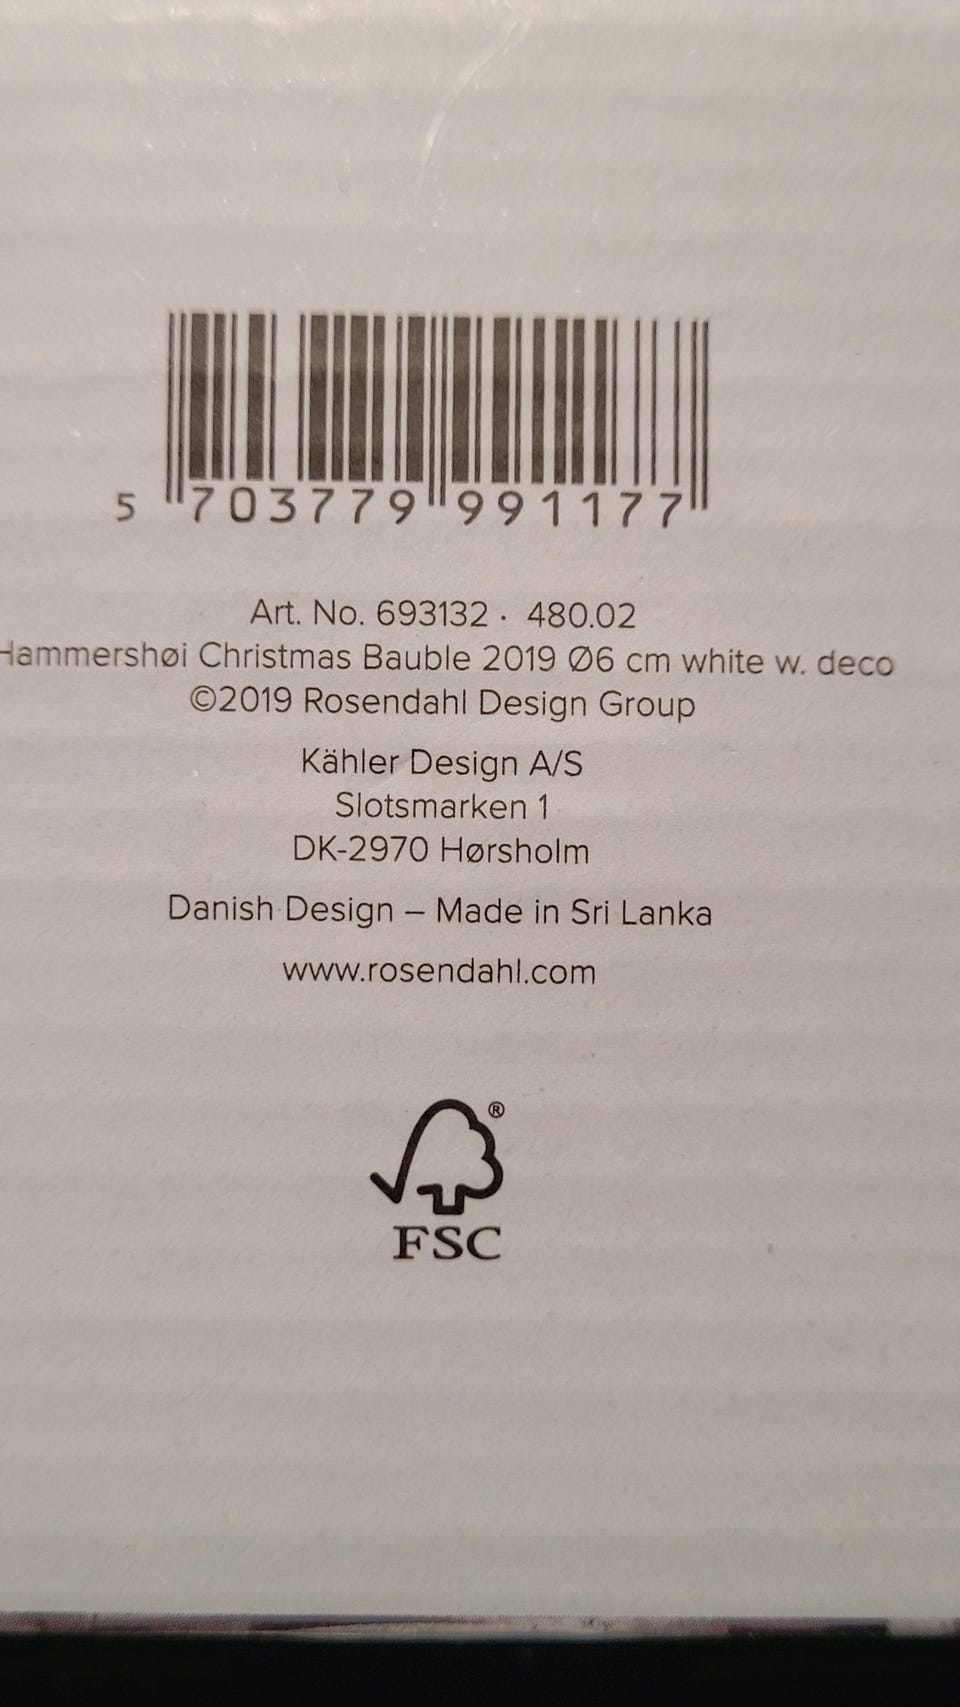 5 703779 991177
Art. No. 693132 · 480.02
Hammershøi Christmas Bauble 2019 Ø6 cm white w. deco
©2019 Rosendahl Design Group
Kähler Design A/S
Slotsmarken 1
DK-2970 Hørsholm
Danish Design – Made in Sri Lanka
www.rosendahl.com
®
FSC